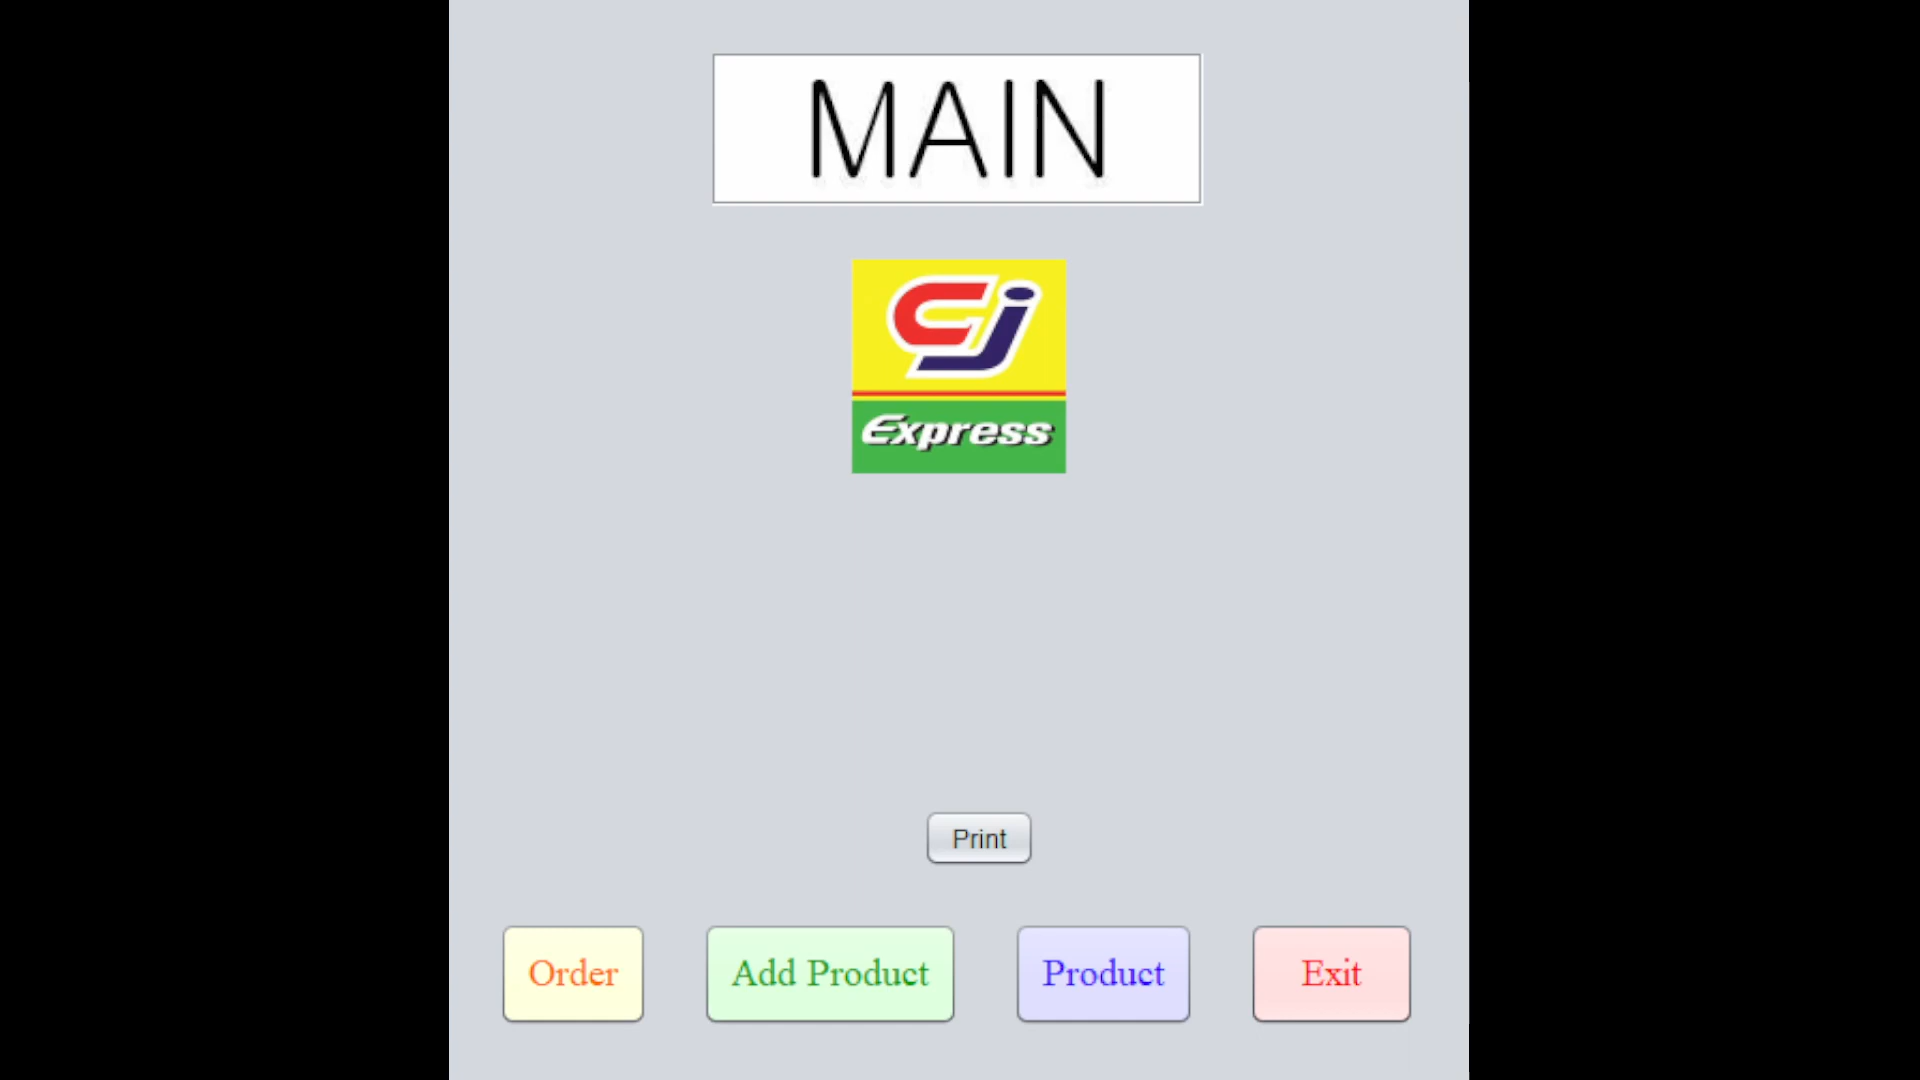 MAIN
CJ
Express
Print
Order
Add Product
Product
Exit